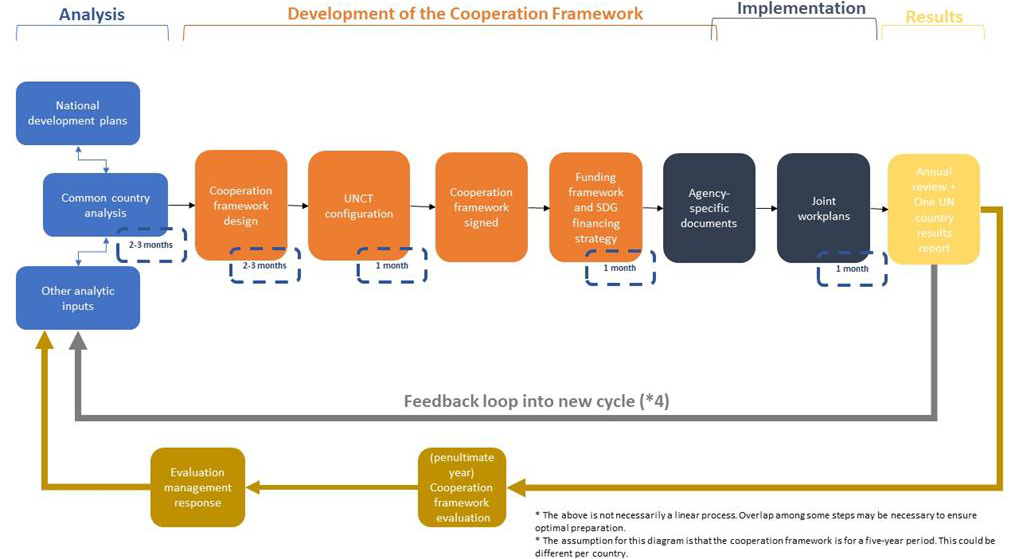 Analysis
Development of the Cooperation Framework
Implementation
Results
National
development plans
Common country
analysis
2-3 months
Other analytic
inputs
Cooperation
framework
design
2-3 months
UNCT
configuration
1 month
Cooperation
framework
signed
Funding
framework
and SDG
financing
strategy
1 month
Agency-
specific
documents
Joint
workplans
1 month
Annual
review +
One UN
country
results
report
Feedback loop into new cycle (*4)
Evaluation
management
response
(penultimate
year)
Cooperation
framework
evaluation
* The above is not necessarily a linear process. Overlap among some steps may be necessary to ensure
optimal preparation.
* The assumption for this diagram is that the cooperation framework is for a five-year period. This could be
different per country.